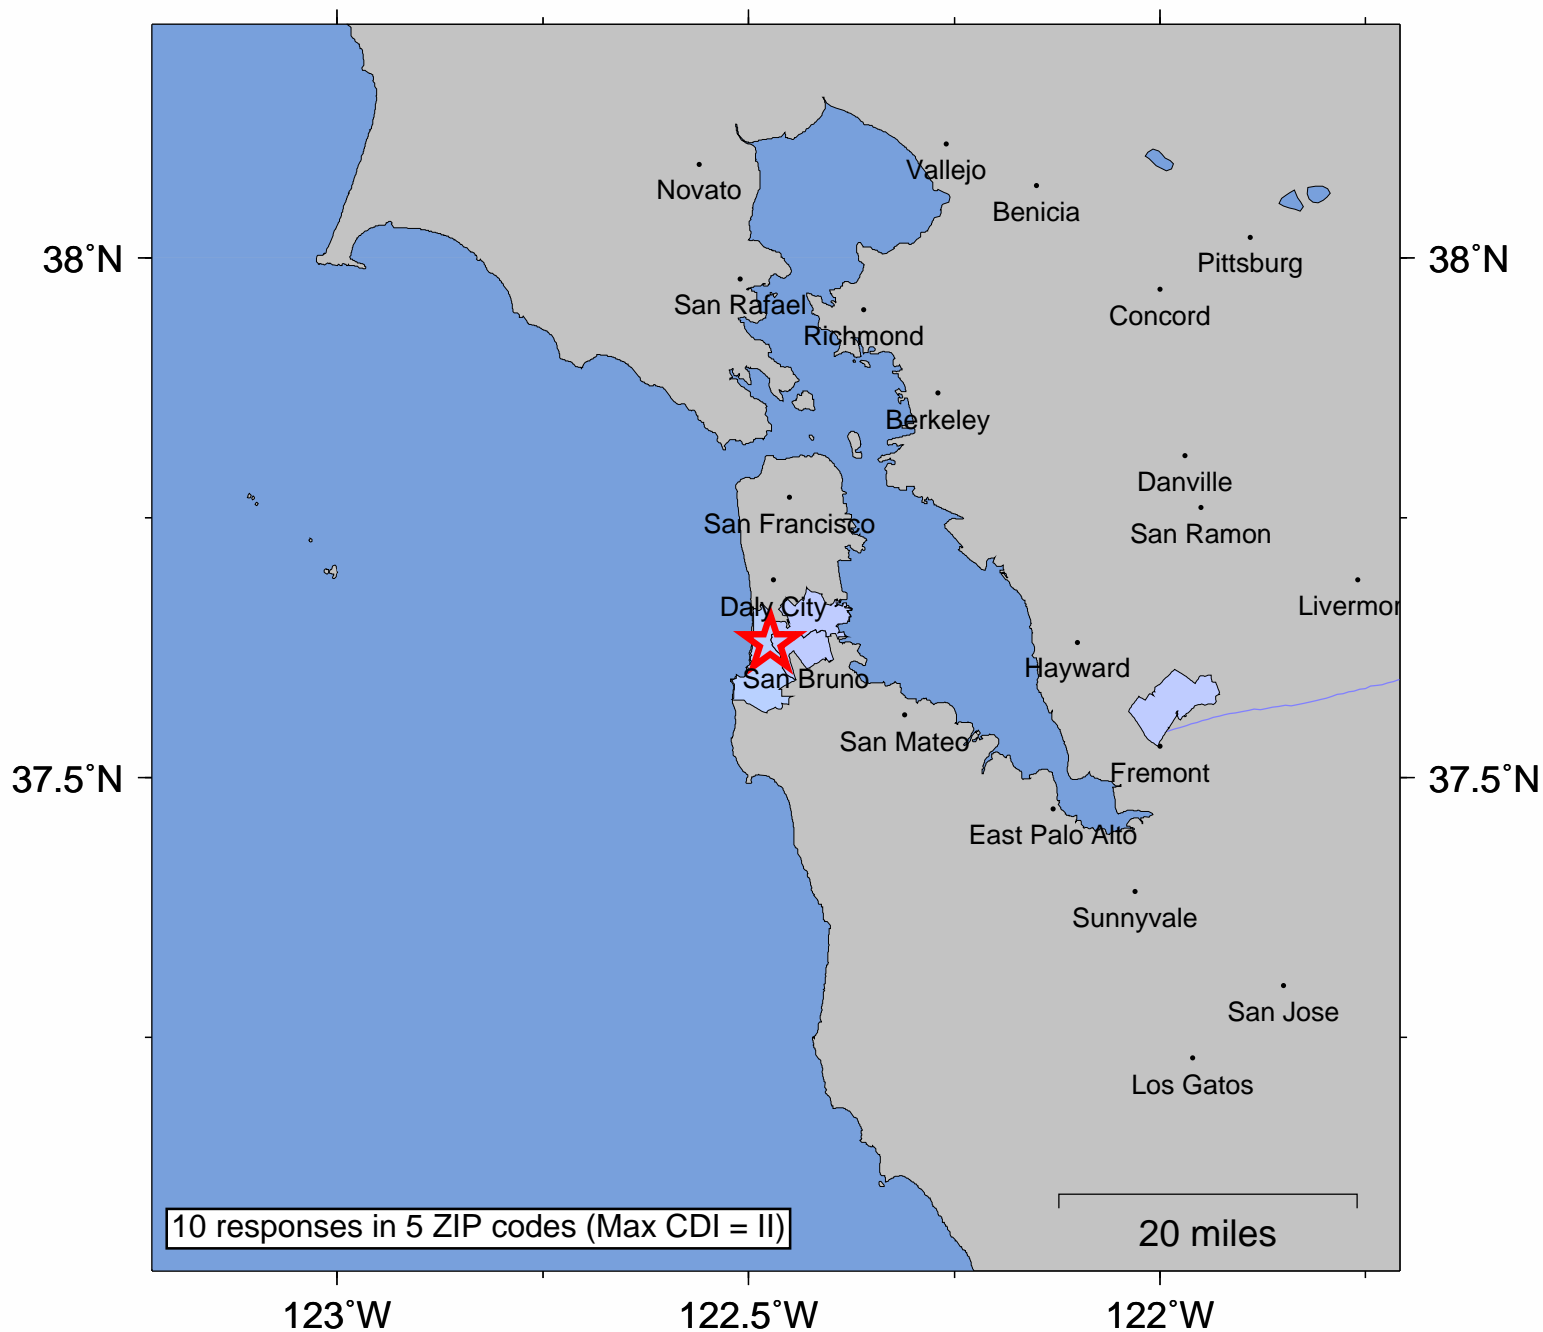 Vallejo
Novato
Benicia
38˚N
38˚N
Pittsburg
San Rafael
Concord
Richmond
Berkeley
Danville
San Francisco
San Ramon
Daly City
Livermor
Hayward
San Bruno
San Mateo
Fremont
37.5˚N
37.5˚N
East Palo Alto
Sunnyvale
San Jose
Los Gatos
10 responses in 5 ZIP codes (Max CDI = II)
20 miles
123˚W
122.5˚W
122˚W